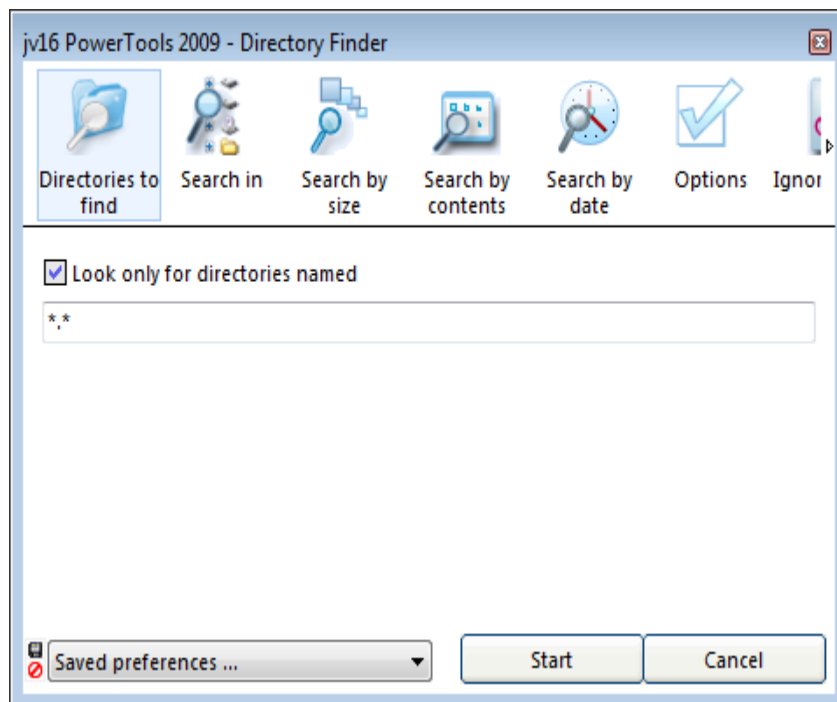 jv16 PowerTools 2009 - Directory Finder
Directories to find
Search in
Search by size
Search by contents
Search by date
Options
Ignor
Look only for directories named
*.*
Saved preferences ...
Start
Cancel